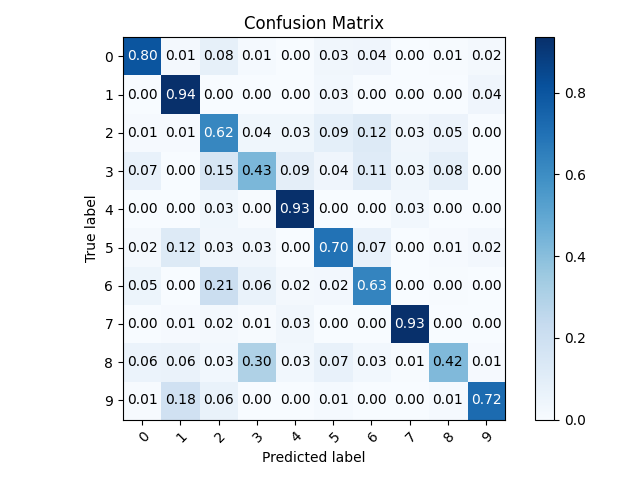 Confusion Matrix
0 0.80 0.01 0.08 0.01 0.00 0.03 0.04 0.00 0.01 0.02
1 0.00 0.94 0.00 0.00 0.00 0.03 0.00 0.00 0.00 0.04
2 0.01 0.01 0.62 0.04 0.03 0.09 0.12 0.03 0.05 0.00
3 0.07 0.00 0.15 0.43 0.09 0.04 0.11 0.03 0.08 0.00
4 0.00 0.00 0.03 0.00 0.93 0.00 0.00 0.03 0.00 0.00
5 0.02 0.12 0.03 0.03 0.00 0.70 0.07 0.00 0.01 0.02
6 0.05 0.00 0.21 0.06 0.02 0.02 0.63 0.00 0.00 0.00
7 0.00 0.01 0.02 0.01 0.03 0.00 0.00 0.93 0.00 0.00
8 0.06 0.06 0.03 0.30 0.03 0.07 0.03 0.01 0.42 0.01
9 0.01 0.18 0.06 0.00 0.00 0.01 0.00 0.00 0.01 0.72
0 1 2 3 4 5 6 7 8 9
Predicted label
True label
0.8
0.6
0.4
0.2
0.0